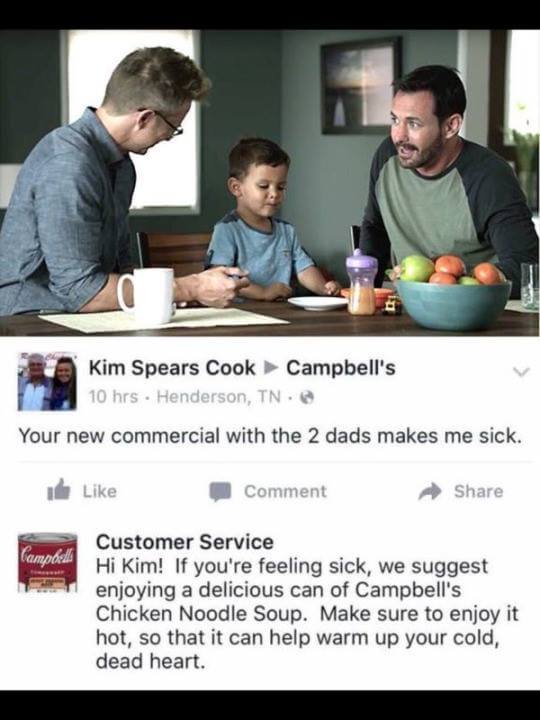 Kim Spears Cook ▸ Campbell's
10 hrs · Henderson, TN ·
Your new commercial with the 2 dads makes me sick.
Like Comment Share
Campbell's
Customer Service
Hi Kim! If you're feeling sick, we suggest
enjoying a delicious can of Campbell's
Chicken Noodle Soup. Make sure to enjoy it
hot, so that it can help warm up your cold,
dead heart.